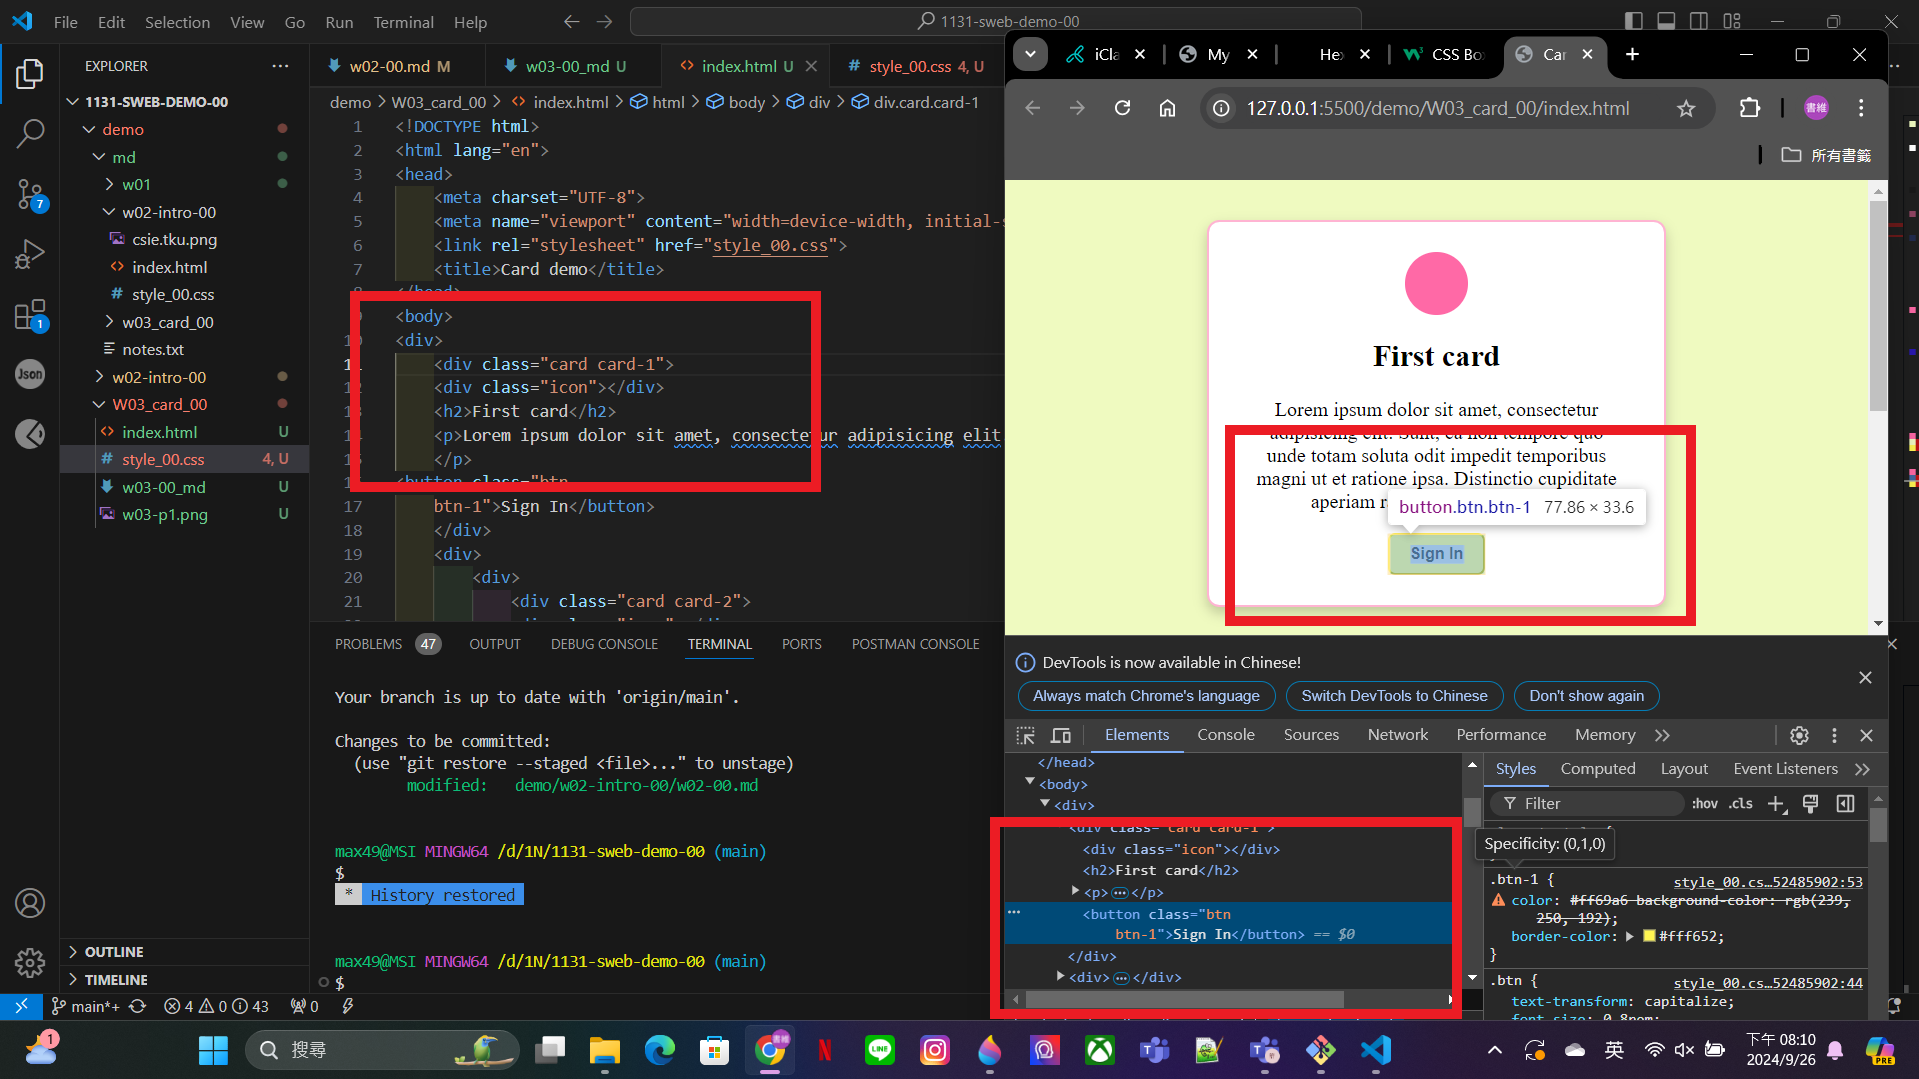 File Edit Selection View Go Run Terminal Help
1131-sweb-demo-00
EXPLORER
1131-SWEB-DEMO-00
demo
md
w01
w02-intro-00
csie.tku.png
index.html
style_00.css
w03_card_00
notes.txt
w02-intro-00
W03_card_00
index.html U
style_00.css 4, U
w03-00_md U
w03-p1.png U
OUTLINE
TIMELINE
7
1
Json
w02-00.md M
w03-00_md U
index.html U
style_00.css 4, U
demo > W03_card_00 > index.html > html > body > div > div.card.card-1
1 <!DOCTYPE html>
2 <html lang="en">
3 <head>
4 <meta charset="UTF-8">
5 <meta name="viewport" content="width=device-width, initial-s
6 <link rel="stylesheet" href="style_00.css">
7 <title>Card demo</title>
</head>
<body>
<div>
<div class="card card-1">
<div class="icon"></div>
<h2>First card</h2>
<p>Lorem ipsum dolor sit amet, consectetur adipisicing elit
</p>
<button class="btn
17 btn-1">Sign In</button>
18 </div>
19 <div>
20 <div>
21 <div class="card card-2">
PROBLEMS 47 OUTPUT DEBUG CONSOLE TERMINAL PORTS POSTMAN CONSOLE
Your branch is up to date with 'origin/main'.
Changes to be committed:
(use "git restore --staged <file>..." to unstage)
modified: demo/w02-intro-00/w02-00.md
max49@MSI MINGW64 /d/1N/1131-sweb-demo-00 (main)
$
* History restored
max49@MSI MINGW64 /d/1N/1131-sweb-demo-00 (main)
$
main*+ 4 0 43 0
iCla My Hex CSS Bo Car
127.0.0.1:5500/demo/W03_card_00/index.html
書維
所有書籤
First card
Lorem ipsum dolor sit amet, consectetur
adipisicing elit. Sunt, ea non tempore quo
unde totam soluta odit impedit temporibus
magni ut et ratione ipsa. Distinctio cupiditate
aperiam
button.btn.btn-1 77.86 × 33.6
Sign In
DevTools is now available in Chinese!
Always match Chrome's language
Switch DevTools to Chinese
Don't show again
Elements Console Sources Network Performance Memory
</head>
<body>
<div>
<div class="card card-1">
<div class="icon"></div>
<h2>First card</h2>
<p>…</p>
<button class="btn
btn-1">Sign In</button> == $0
</div>
<div>…</div>
Styles Computed Layout Event Listeners
Filter :hov .cls
Specificity: (0,1,0)
.btn-1 { style_00.cs…52485902:53
color: #ff69a6 background-color: rgb(239,
250, 192);
border-color: #fff652;
}
.btn { style_00.cs…52485902:44
text-transform: capitalize;
font-size: 0.8rem;
1
搜尋
書維
英
下午 08:10
2024/9/26
PRE